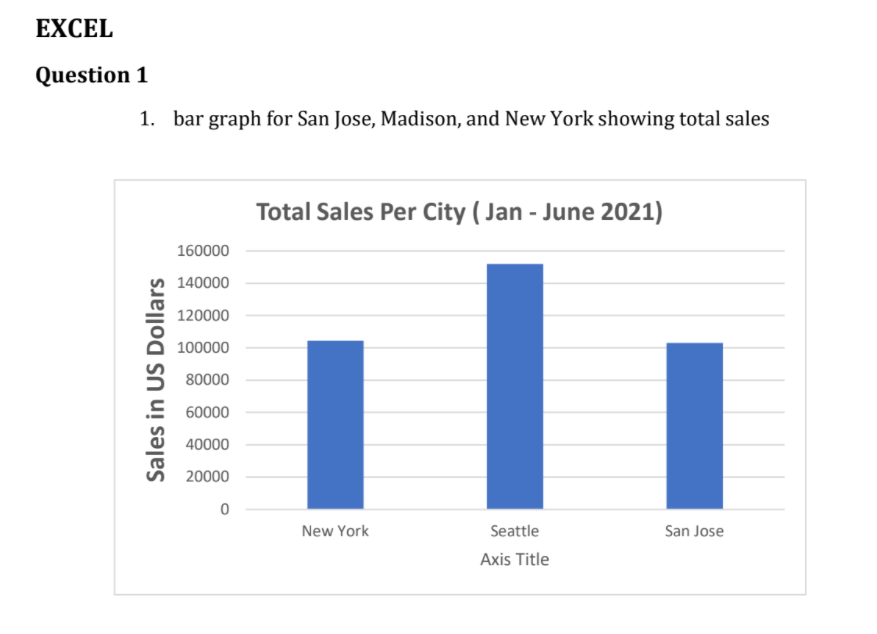 EXCEL
Question 1
1. bar graph for San Jose, Madison, and New York showing total sales
Total Sales Per City ( Jan - June 2021)
Sales in US Dollars
160000
140000
120000
100000
80000
60000
40000
20000
0
New York Seattle San Jose
Axis Title